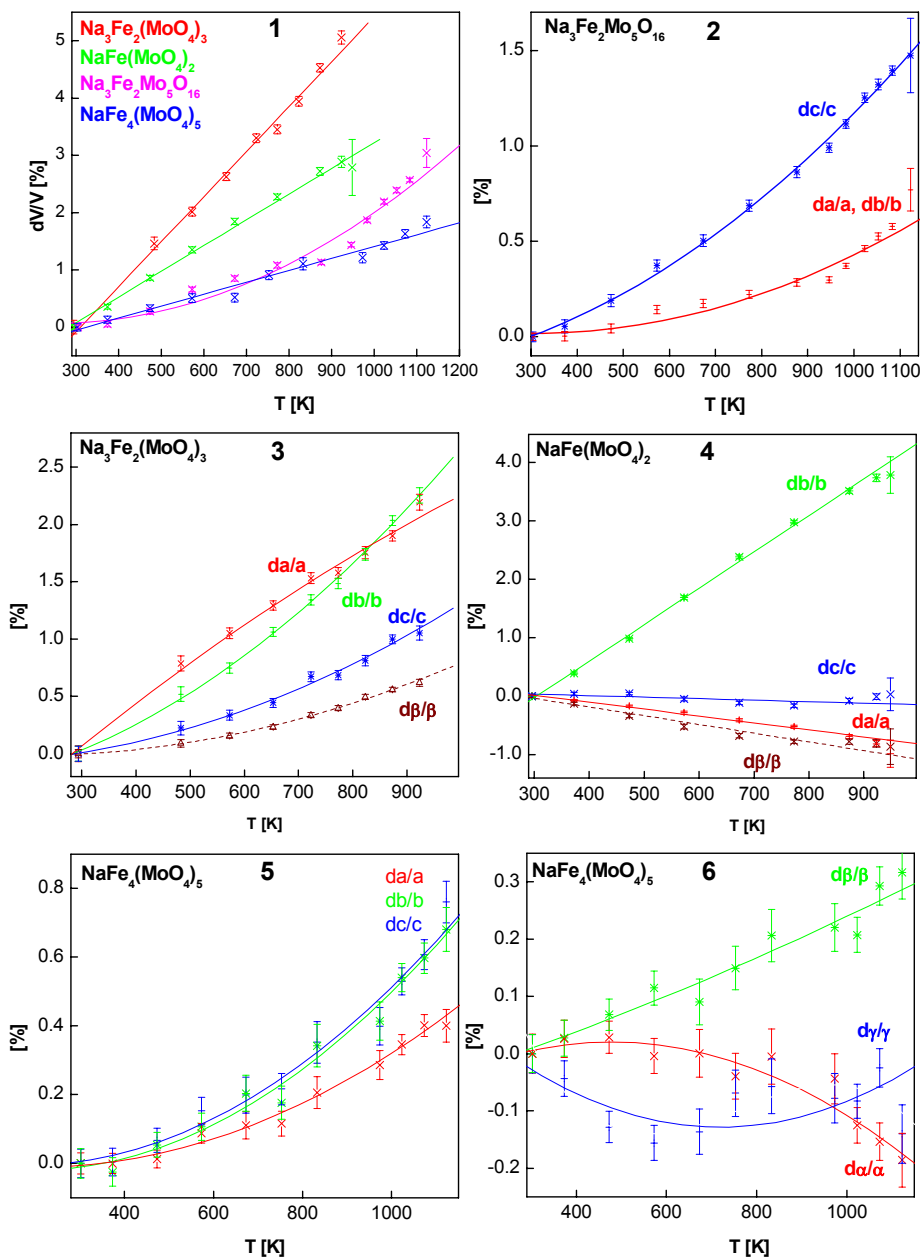 1
Na₃Fe₂(MoO₄)₃
NaFe(MoO₄)₂
Na₃Fe₂Mo₅O₁₆
NaFe₄(MoO₄)₅
dV/V [%]
5
4
3
2
1
0
300 400 500 600 700 800 900 1000 1100 1200
T [K]
Na₃Fe₂Mo₅O₁₆ 2
dc/c
da/a, db/b
[%]
1.5
1.0
0.5
0.0
300 400 500 600 700 800 900 1000 1100
T [K]
Na₃Fe₂(MoO₄)₃ 3
da/a
db/b
dc/c
dβ/β
[%]
2.5
2.0
1.5
1.0
0.5
0.0
300 400 500 600 700 800 900
T [K]
NaFe(MoO₄)₂ 4
db/b
dc/c
da/a
dβ/β
[%]
4.0
3.0
2.0
1.0
0.0
-1.0
300 400 500 600 700 800 900
T [K]
NaFe₄(MoO₄)₅ 5
da/a
db/b
dc/c
[%]
0.8
0.6
0.4
0.2
0.0
400 600 800 1000
T [K]
NaFe₄(MoO₄)₅ 6
dβ/β
dγ/γ
dα/α
[%]
0.3
0.2
0.1
0.0
-0.1
-0.2
400 600 800 1000
T [K]